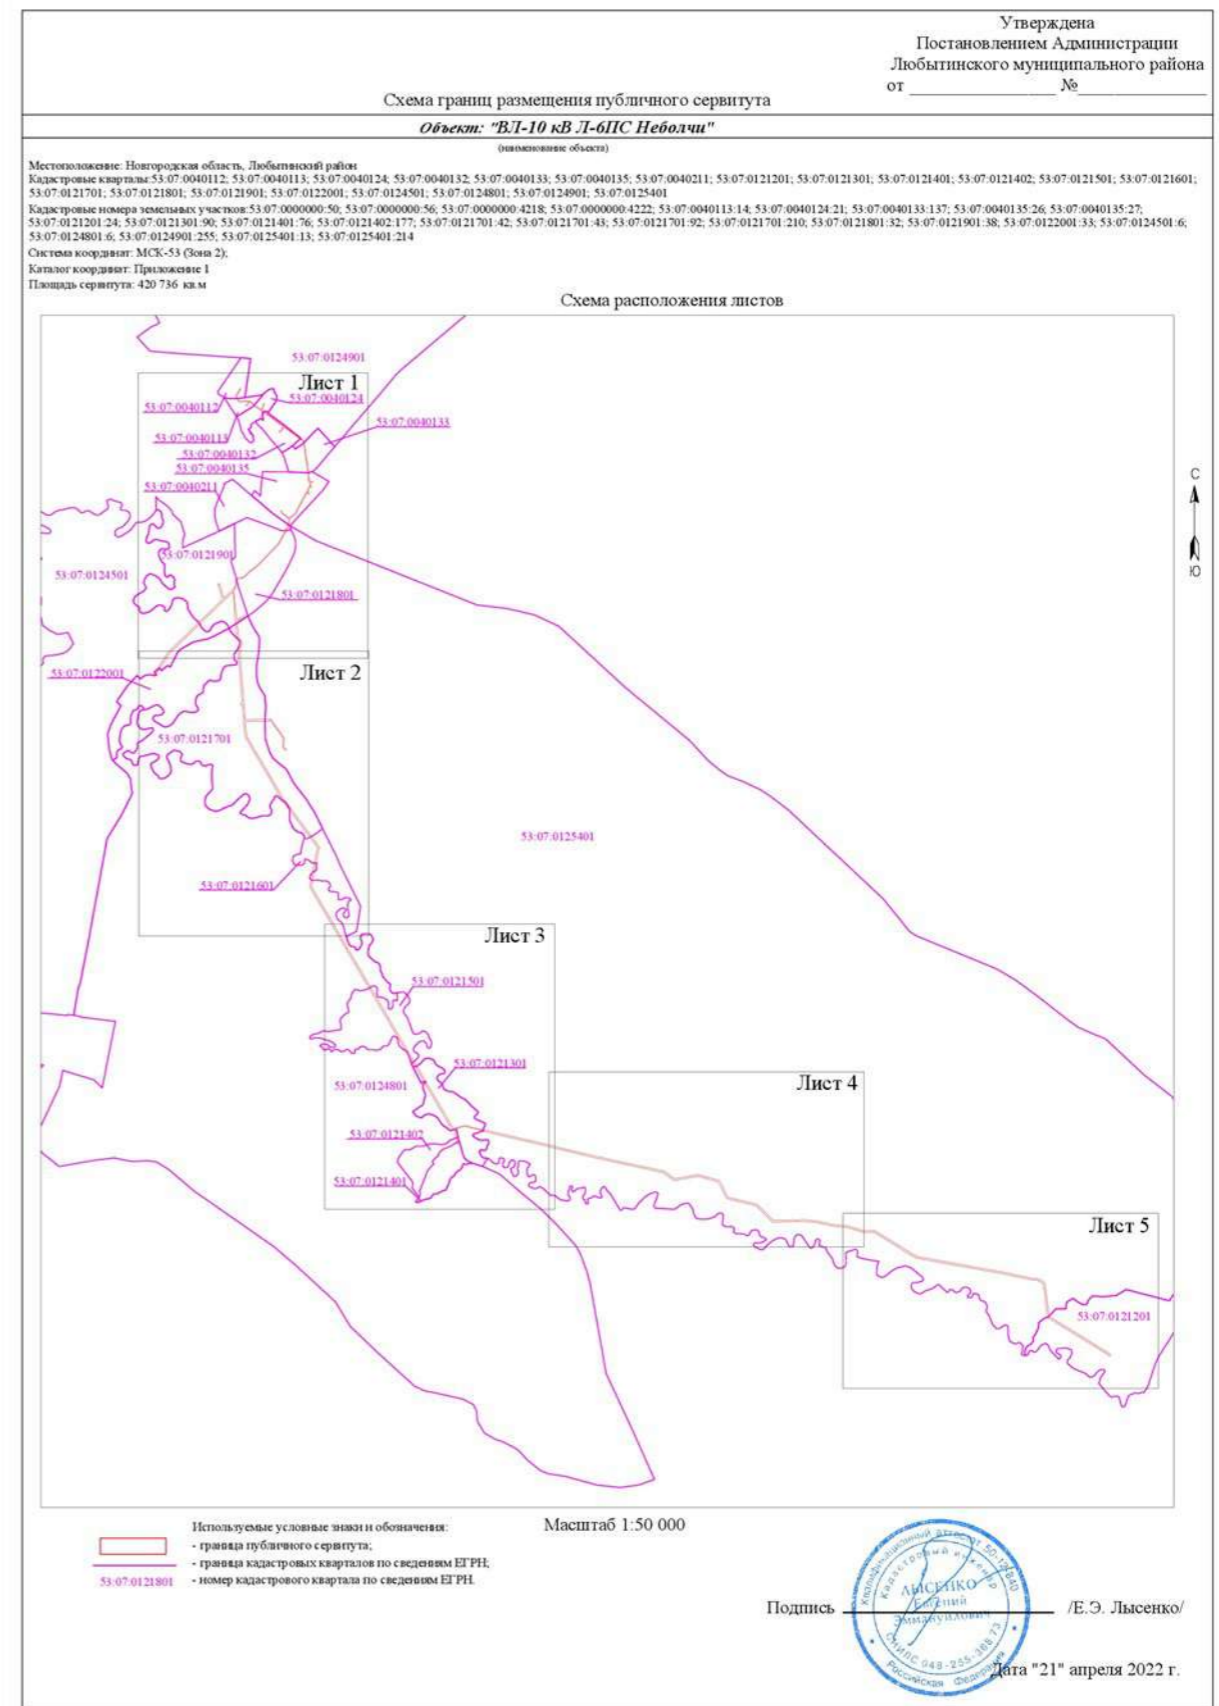 Утверждена
Постановлением Администрации
Любытинского муниципального района
от ________________ №______________
Схема границ размещения публичного сервитута
Объект: "ВЛ-10 кВ Л-6ПС Неболчи"
(наименование объекта)
Местоположение: Новгородская область, Любытинский район
Кадастровые кварталы:53:07:0040112; 53:07:0040113; 53:07:0040124; 53:07:0040132; 53:07:0040133; 53:07:0040135; 53:07:0040211; 53:07:0121201; 53:07:0121301; 53:07:0121401; 53:07:0121402; 53:07:0121501; 53:07:0121601;
53:07:0121701; 53:07:0121801; 53:07:0121901; 53:07:0122001; 53:07:0124501; 53:07:0124801; 53:07:0124901; 53:07:0125401
Кадастровые номера земельных участков:53:07:0000000:50; 53:07:0000000:56; 53:07:0000000:4218; 53:07:0000000:4222; 53:07:0040113:14; 53:07:0040124:21; 53:07:0040133:137; 53:07:0040135:26; 53:07:0040135:27;
53:07:0121201:24; 53:07:0121301:90; 53:07:0121401:76; 53:07:0121402:177; 53:07:0121701:42; 53:07:0121701:43; 53:07:0121701:92; 53:07:0121701:210; 53:07:0121801:32; 53:07:0121901:38; 53:07:0122001:33; 53:07:0124501:6;
53:07:0124801:6; 53:07:0124901:255; 53:07:0125401:13; 53:07:0125401:214
Система координат: МСК-53 (Зона 2);
Каталог координат: Приложение 1
Площадь сервитута: 420 736 кв.м
Схема расположения листов
53:07:0124901
Лист 1
53:07:0040124
53:07:0040112
53:07:0040133
53:07:0040113
53:07:0040132
53:07:0040135
53:07:0040211
С
Ю
53:07:0121901
53:07:0124501
53:07:0121801
Лист 2
53:07:0122001
53:07:0121701
53:07:0125401
53:07:0121601
Лист 3
53:07:0121501
53:07:0121301
53:07:0124801
Лист 4
53:07:0121402
53:07:0121401
Лист 5
53:07:0121201
Масштаб 1:50 000
Используемые условные знаки и обозначения:
- граница публичного сервитута;
- граница кадастровых кварталов по сведениям ЕГРН;
53:07:0121801 - номер кадастрового квартала по сведениям ЕГРН.
Квалификационный аттестат
Кадастровый инженер
ЛЫСЕНКО
Евгений
Эммануилович
Российская Федерация
Подпись /Е.Э. Лысенко/
Дата "21" апреля 2022 г.